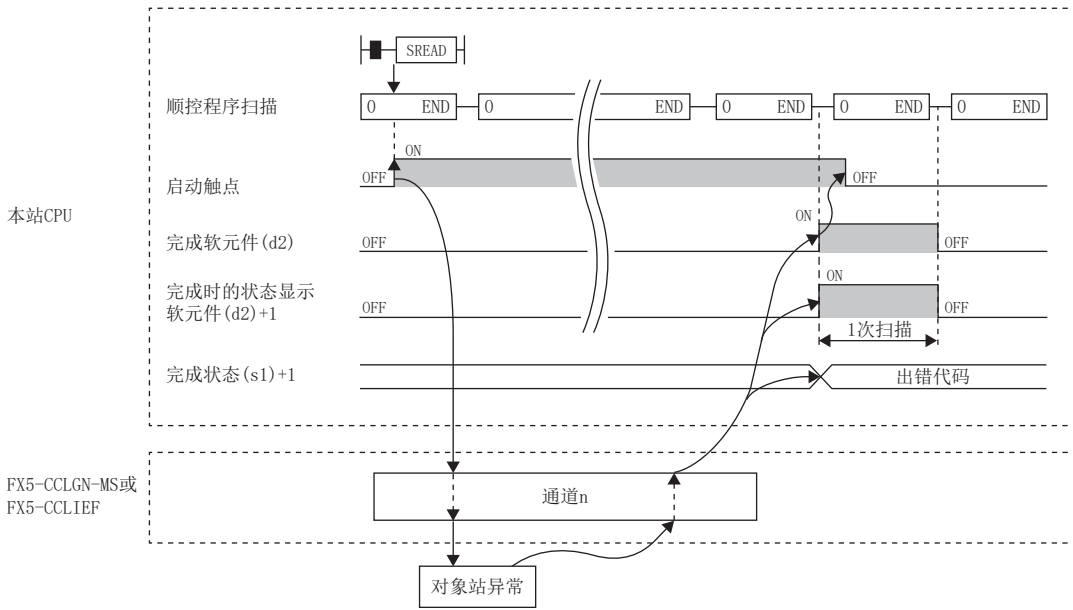 SREAD
顺控程序扫描
0 END 0 END 0 END 0 END 0 END
ON
启动触点
OFF
OFF
本站CPU
ON
完成软元件(d2)
OFF
OFF
ON
完成时的状态显示
软元件(d2)+1
OFF
OFF
1次扫描
完成状态(s1)+1
出错代码
FX5-CCLGN-MS或
FX5-CCLIEF
通道n
对象站异常